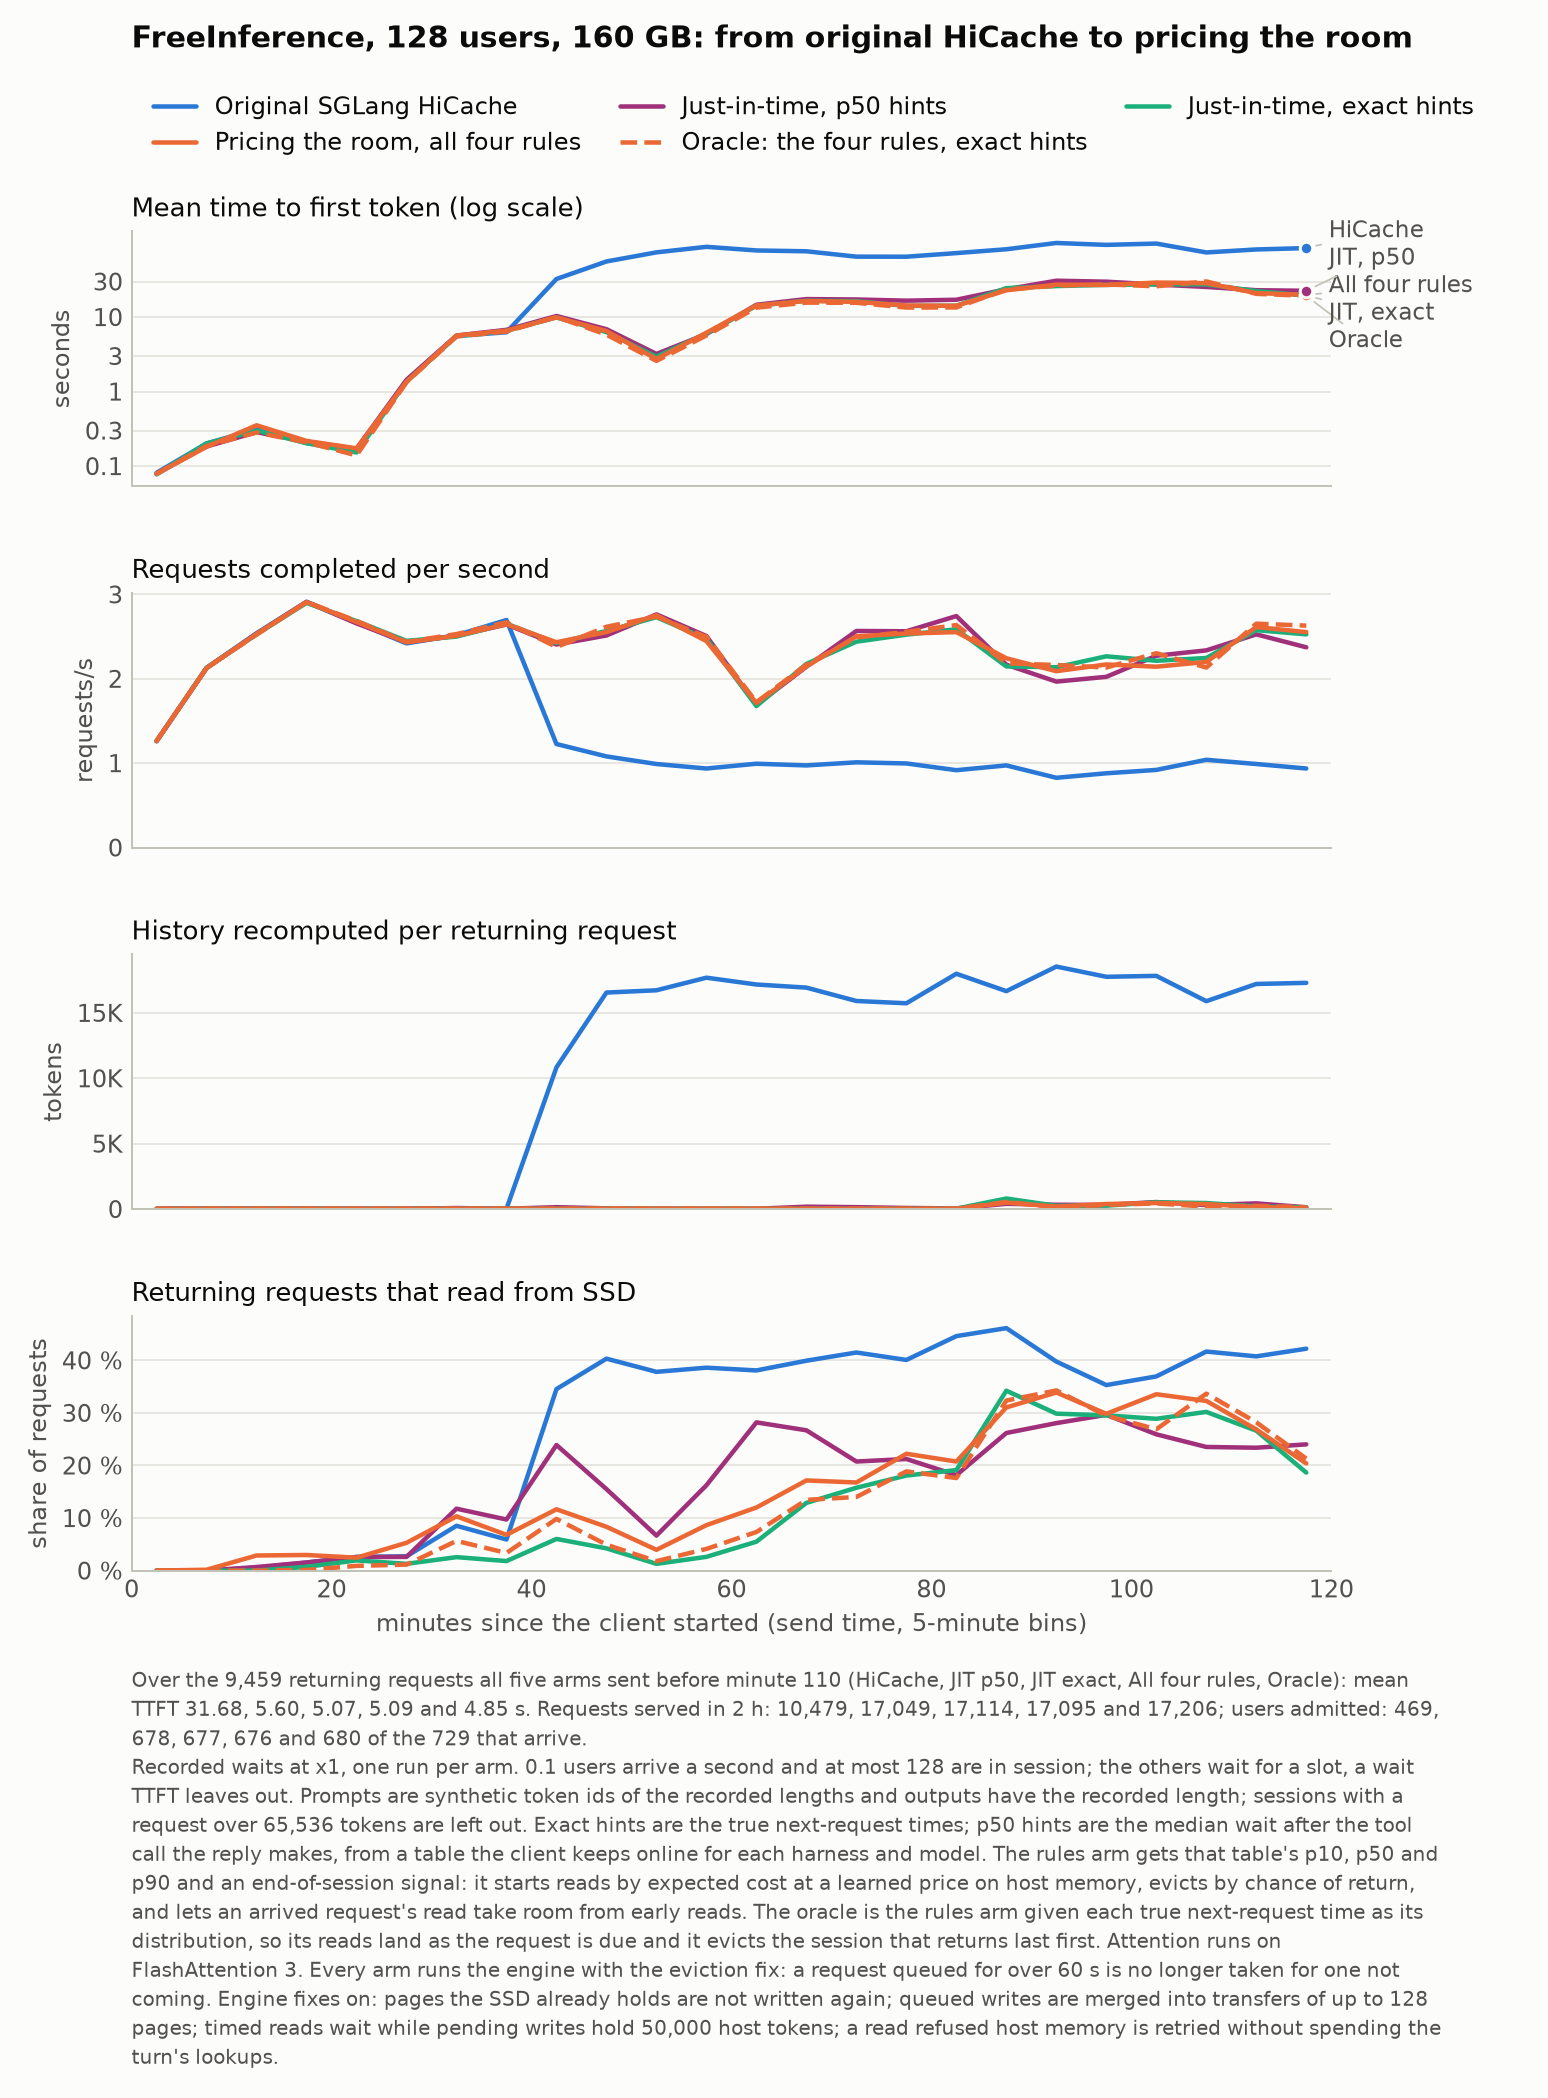 FreeInference, 128 users, 160 GB: from original HiCache to pricing the room
Original SGLang HiCache
Just-in-time, p50 hints
Just-in-time, exact hints
Pricing the room, all four rules
Oracle: the four rules, exact hints
Mean time to first token (log scale)
30
10
3
1
0.3
0.1
seconds
HiCache
JIT, p50
All four rules
JIT, exact
Oracle
Requests completed per second
3
2
1
0
requests/s
History recomputed per returning request
15K
10K
5K
0
tokens
Returning requests that read from SSD
40 %
30 %
20 %
10 %
0 %
share of requests
0 20 40 60 80 100 120
minutes since the client started (send time, 5-minute bins)
Over the 9,459 returning requests all five arms sent before minute 110 (HiCache, JIT p50, JIT exact, All four rules, Oracle): mean
TTFT 31.68, 5.60, 5.07, 5.09 and 4.85 s. Requests served in 2 h: 10,479, 17,049, 17,114, 17,095 and 17,206; users admitted: 469,
678, 677, 676 and 680 of the 729 that arrive.
Recorded waits at x1, one run per arm. 0.1 users arrive a second and at most 128 are in session; the others wait for a slot, a wait
TTFT leaves out. Prompts are synthetic token ids of the recorded lengths and outputs have the recorded length; sessions with a
request over 65,536 tokens are left out. Exact hints are the true next-request times; p50 hints are the median wait after the tool
call the reply makes, from a table the client keeps online for each harness and model. The rules arm gets that table's p10, p50 and
p90 and an end-of-session signal: it starts reads by expected cost at a learned price on host memory, evicts by chance of return,
and lets an arrived request's read take room from early reads. The oracle is the rules arm given each true next-request time as its
distribution, so its reads land as the request is due and it evicts the session that returns last first. Attention runs on
FlashAttention 3. Every arm runs the engine with the eviction fix: a request queued for over 60 s is no longer taken for one not
coming. Engine fixes on: pages the SSD already holds are not written again; queued writes are merged into transfers of up to 128
pages; timed reads wait while pending writes hold 50,000 host tokens; a read refused host memory is retried without spending the
turn's lookups.